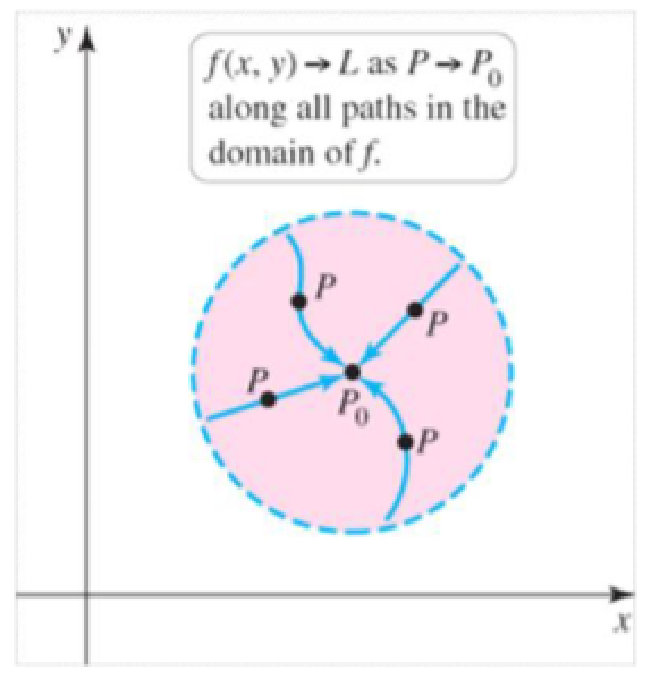 y
f(x, y) → L as P → P₀
along all paths in the
domain of f.
P
P
P
P₀
P
x